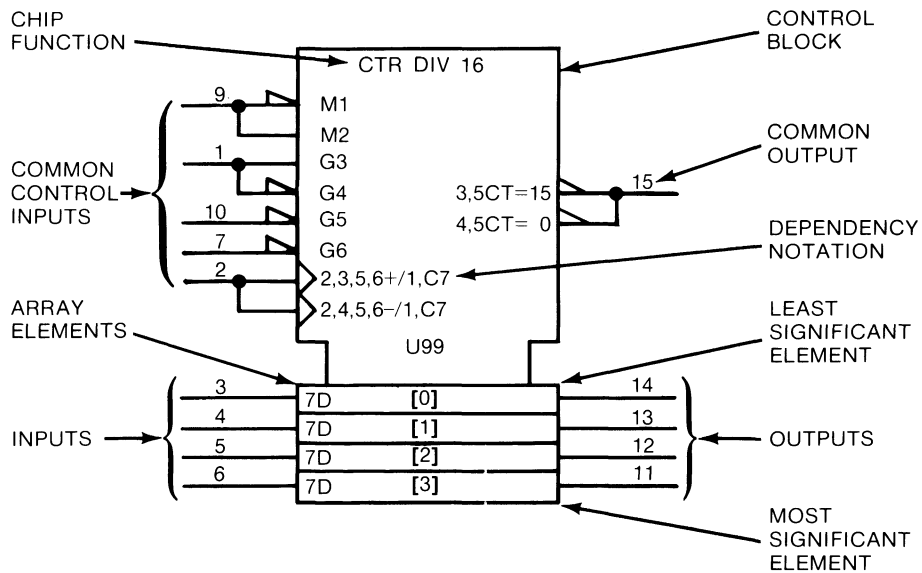 CHIP
FUNCTION
CONTROL
BLOCK
CTR DIV 16
9
M1
M2
COMMON
CONTROL
INPUTS
1
G3
G4
10
G5
7
G6
2
2,3,5,6+/1,C7
2,4,5,6−/1,C7
3,5CT=15
4,5CT= 0
15
COMMON
OUTPUT
DEPENDENCY
NOTATION
ARRAY
ELEMENTS
U99
LEAST
SIGNIFICANT
ELEMENT
INPUTS
3
7D [0]
14
4
7D [1]
13
5
7D [2]
12
6
7D [3]
11
OUTPUTS
MOST
SIGNIFICANT
ELEMENT